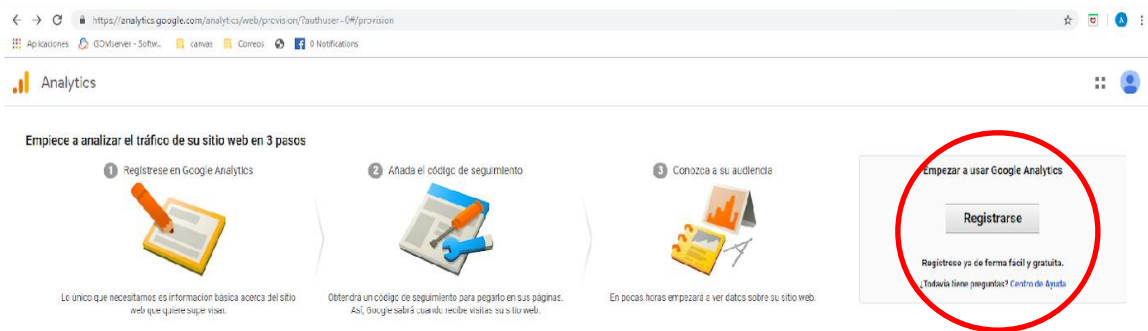 https://analytics.google.com/analytics/web/provision/?authuser=0#/provision
Aplicaciones GDMserver - Softw... canvas Correos 0 Notifications
Analytics
Empiece a analizar el tráfico de su sitio web en 3 pasos
1 Regístrese en Google Analytics
Lo único que necesitamos es información básica acerca del sitio
web que quiere supervisar.
2 Añada el código de seguimiento
Obtendrá un código de seguimiento para pegarlo en sus páginas.
Así, Google sabrá cuando recibe visitas su sitio web.
3 Conozca a su audiencia
En pocas horas empezará a ver datos sobre su sitio web.
Empezar a usar Google Analytics
Registrarse
Regístrese ya de forma fácil y gratuita.
¿Todavía tiene preguntas? Centro de Ayuda